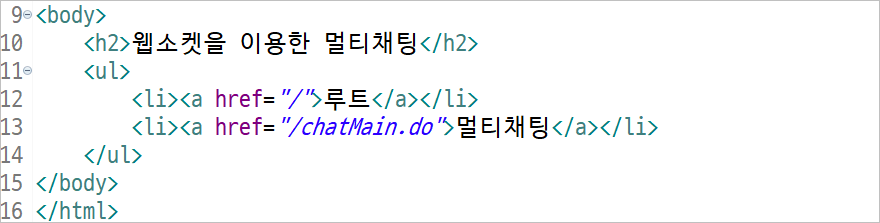 9 <body>
10 <h2>웹소켓을 이용한 멀티채팅</h2>
11 <ul>
12 <li><a href="/">루트</a></li>
13 <li><a href="/chatMain.do">멀티채팅</a></li>
14 </ul>
15 </body>
16 </html>